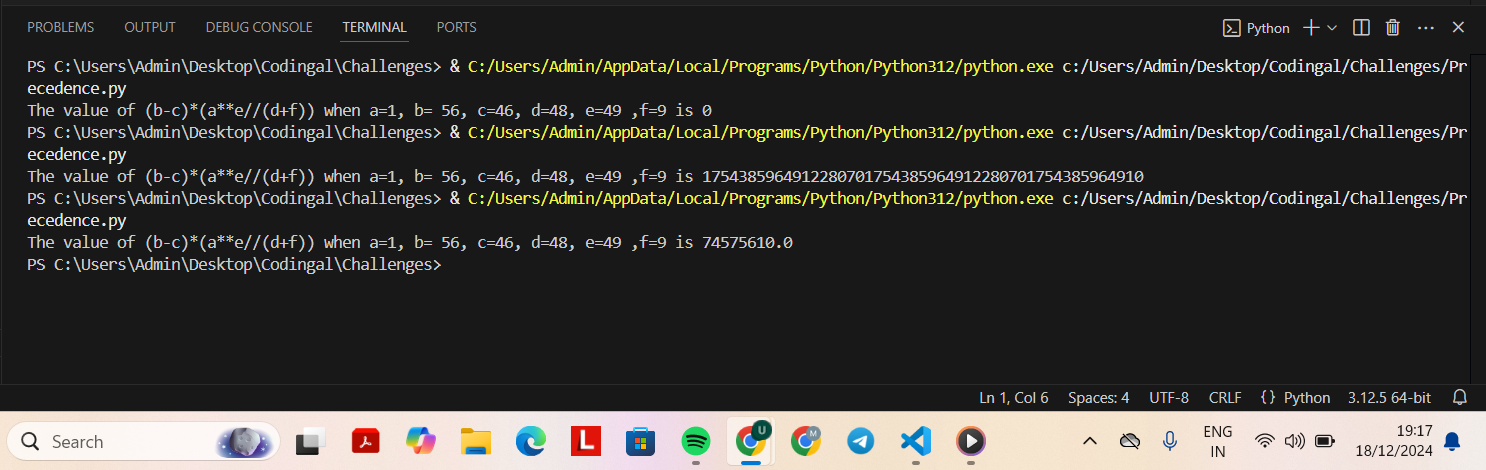 PROBLEMS OUTPUT DEBUG CONSOLE TERMINAL PORTS Python
PS C:\Users\Admin\Desktop\Codingal\Challenges> & C:/Users/Admin/AppData/Local/Programs/Python/Python312/python.exe c:/Users/Admin/Desktop/Codingal/Challenges/Pr
ecedence.py
The value of (b-c)*(a**e//(d+f)) when a=1, b= 56, c=46, d=48, e=49 ,f=9 is 0
PS C:\Users\Admin\Desktop\Codingal\Challenges> & C:/Users/Admin/AppData/Local/Programs/Python/Python312/python.exe c:/Users/Admin/Desktop/Codingal/Challenges/Pr
ecedence.py
The value of (b-c)*(a**e//(d+f)) when a=1, b= 56, c=46, d=48, e=49 ,f=9 is 1754385964912280701754385964912280701754385964910
PS C:\Users\Admin\Desktop\Codingal\Challenges> & C:/Users/Admin/AppData/Local/Programs/Python/Python312/python.exe c:/Users/Admin/Desktop/Codingal/Challenges/Pr
ecedence.py
The value of (b-c)*(a**e//(d+f)) when a=1, b= 56, c=46, d=48, e=49 ,f=9 is 74575610.0
PS C:\Users\Admin\Desktop\Codingal\Challenges>
Ln 1, Col 6 Spaces: 4 UTF-8 CRLF {} Python 3.12.5 64-bit
Search L U M ENG 19:17
IN 18/12/2024